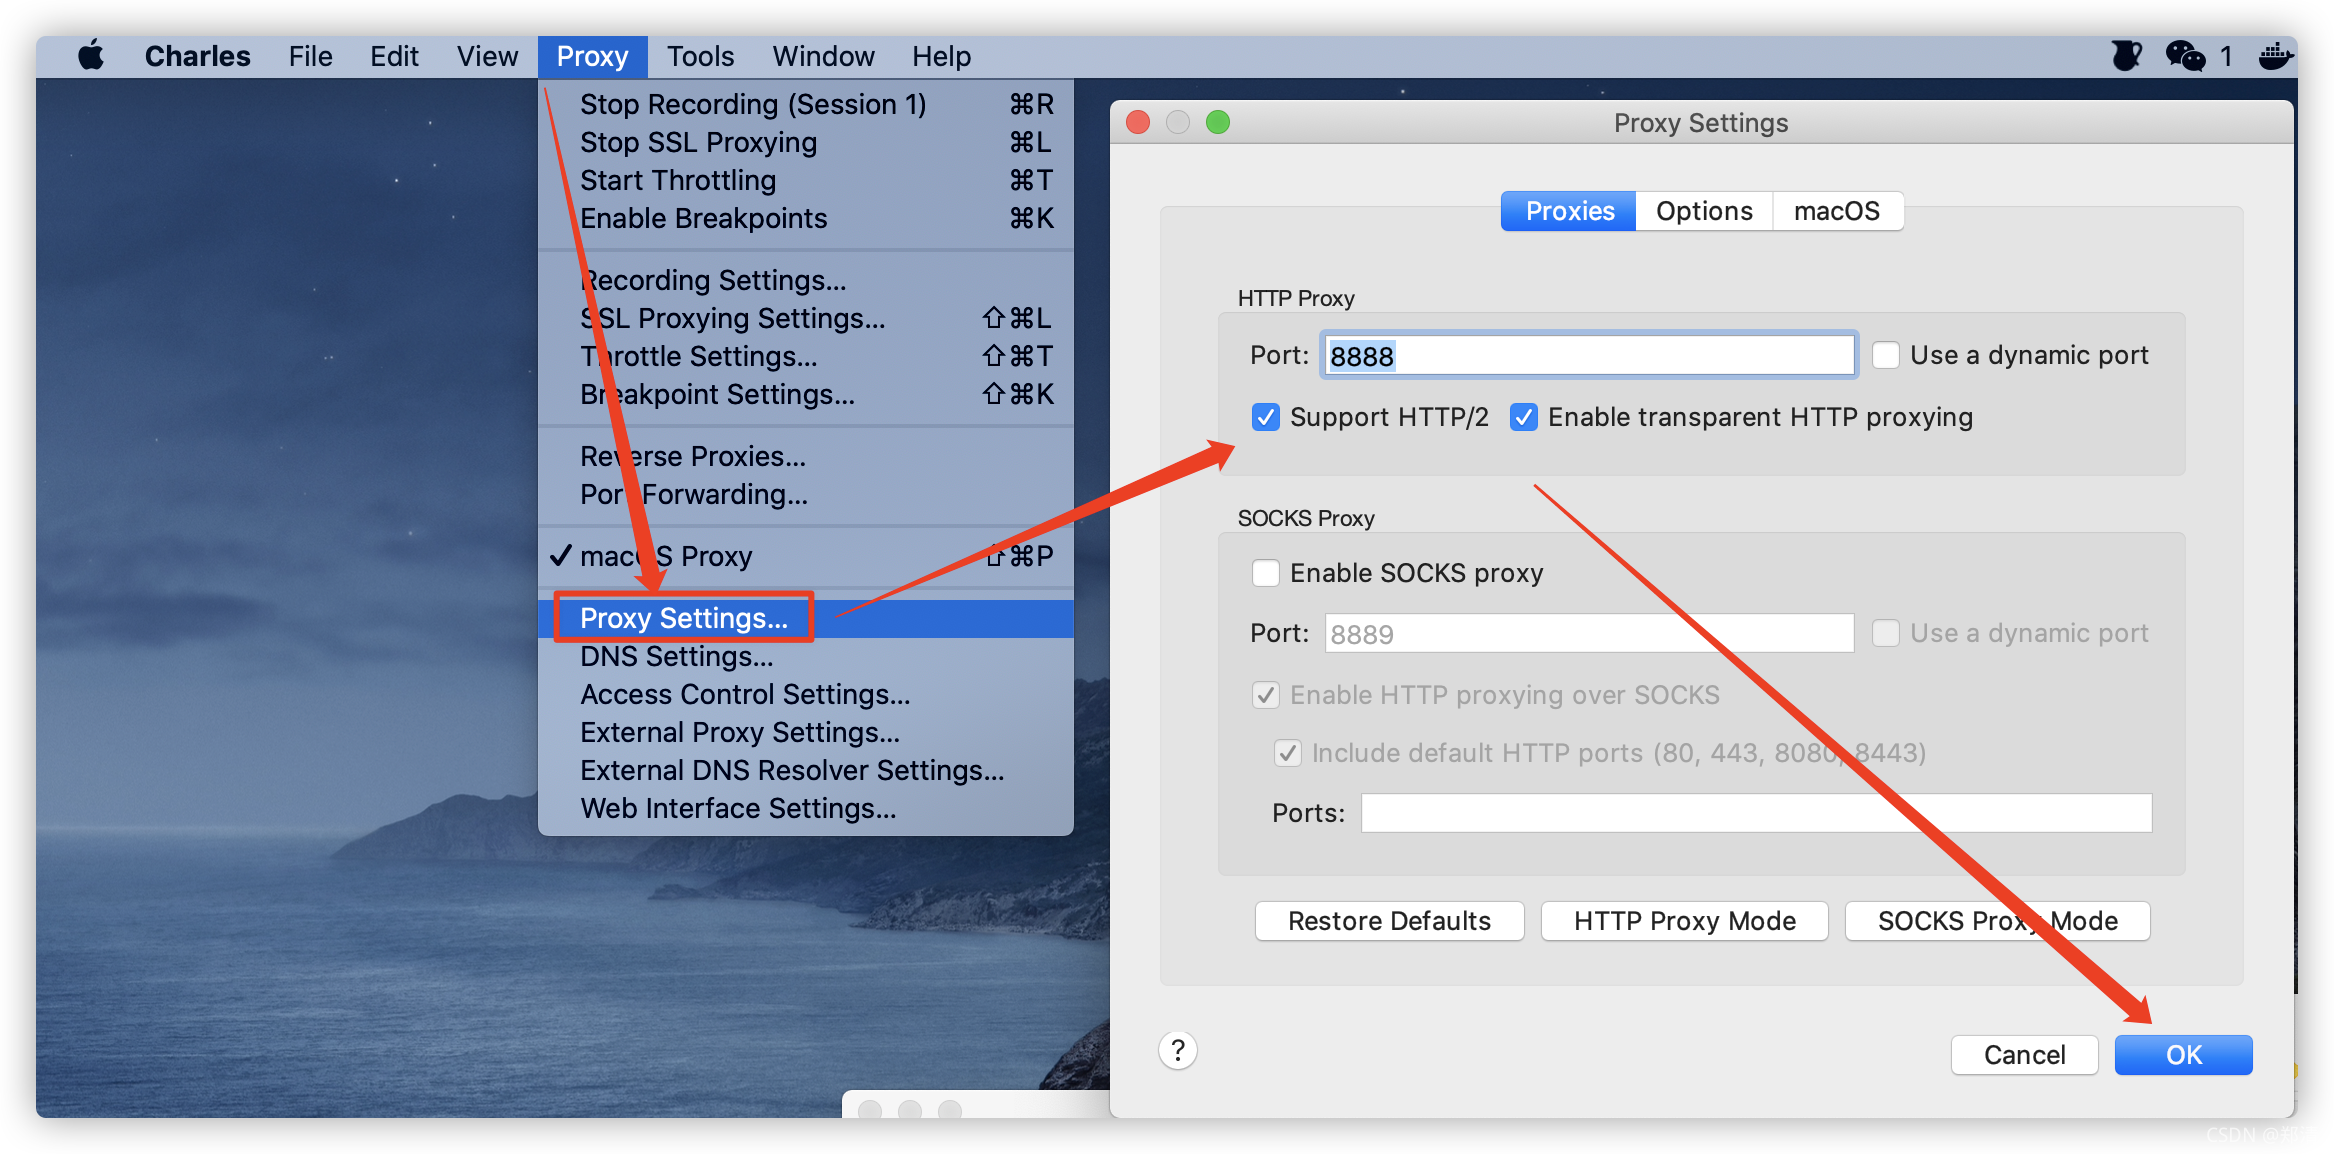 Charles File Edit View Proxy Tools Window Help 1
Stop Recording (Session 1) ⌘R
Stop SSL Proxying ⌘L
Start Throttling ⌘T
Enable Breakpoints ⌘K
Recording Settings...
SSL Proxying Settings... ⇧⌘L
Throttle Settings... ⇧⌘T
Breakpoint Settings... ⇧⌘K
Reverse Proxies...
Port Forwarding...
✓ macOS Proxy ⇧⌘P
Proxy Settings...
DNS Settings...
Access Control Settings...
External Proxy Settings...
External DNS Resolver Settings...
Web Interface Settings...
Proxy Settings
Proxies Options macOS
HTTP Proxy
Port: 8888 Use a dynamic port
Support HTTP/2 Enable transparent HTTP proxying
SOCKS Proxy
Enable SOCKS proxy
Port: 8889 Use a dynamic port
Enable HTTP proxying over SOCKS
Include default HTTP ports (80, 443, 8080, 8443)
Ports:
Restore Defaults HTTP Proxy Mode SOCKS Proxy Mode
? Cancel OK
CSDN